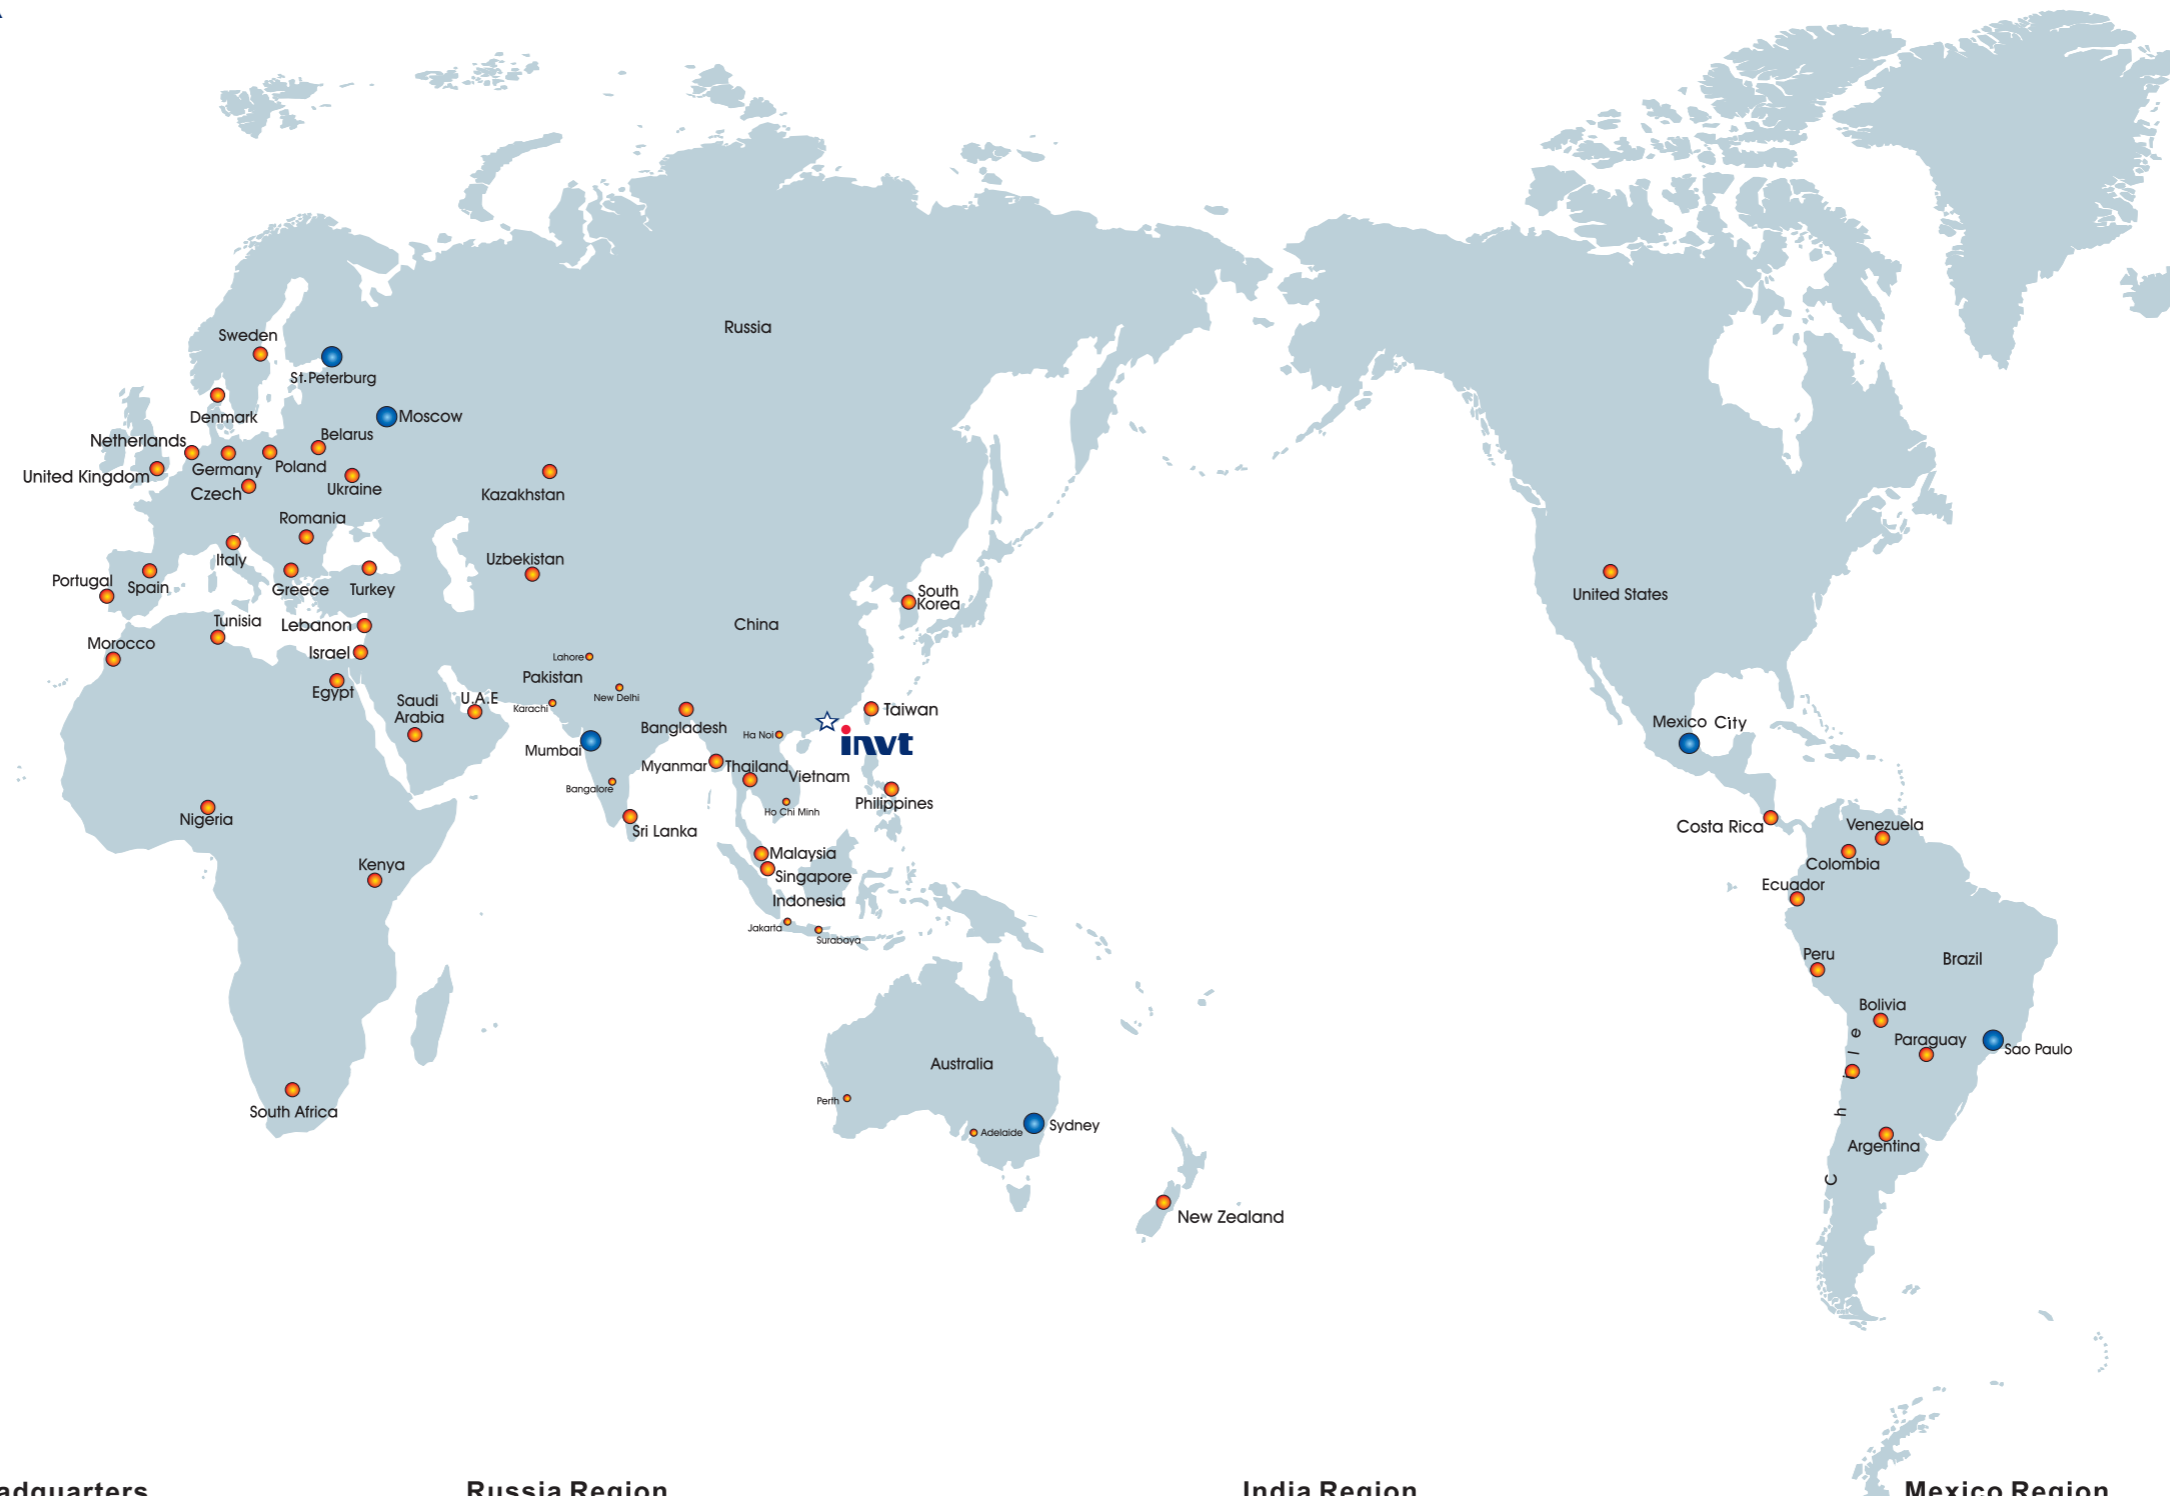 Russia
Sweden
St.Peterburg
Denmark
Moscow
Netherlands
Belarus
United Kingdom
Germany
Poland
Czech
Ukraine
Kazakhstan
Romania
Italy
Uzbekistan
Portugal
Spain
Greece
Turkey
South
Korea
United States
Tunisia
Lebanon
China
Morocco
Israel
Lahore
Pakistan
Egypt
Saudi
Arabia
U.A.E
New Delhi
Karachi
Taiwan
Bangladesh
Ha Noi
invt
Mexico City
Mumbai
Myanmar
Thailand
Vietnam
Bangalore
Philippines
Ho Chi Minh
Nigeria
Sri Lanka
Costa Rica
Venezuela
Malaysia
Colombia
Kenya
Singapore
Ecuador
Indonesia
Jakarta
Surabaya
Peru
Brazil
Bolivia
Chile
Paraguay
Sao Paulo
Australia
Perth
South Africa
Adelaide
Sydney
Argentina
New Zealand
adquarters
Russia Region
India Region
Mexico Region